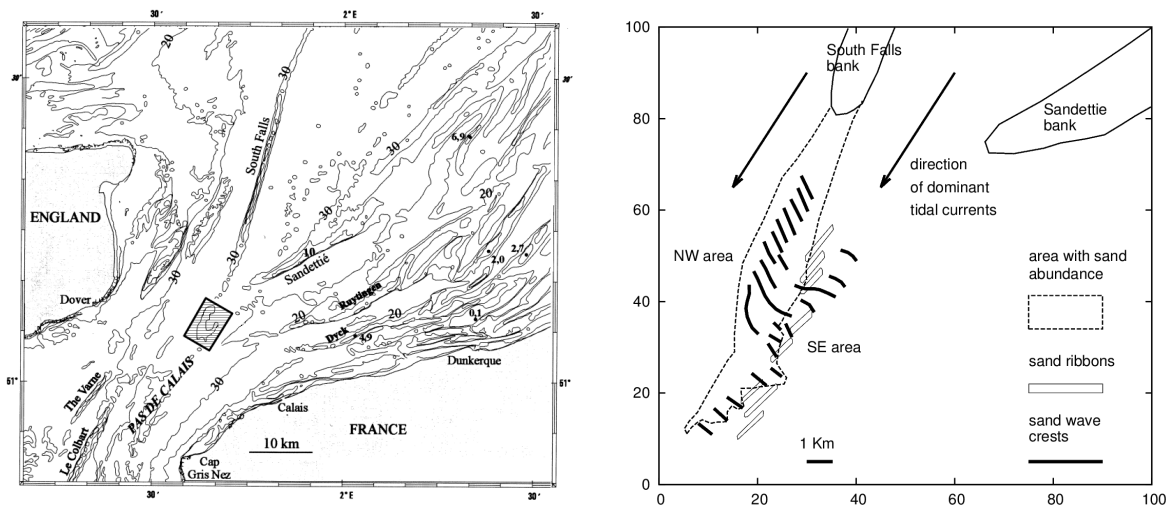 30'
2° E
30'
30'
30'
20
30
6,9
South Falls
30
20
30
ENGLAND
30
30
10
Sandettié
2,7
2,0
Dover
Ruytingen
20
20
0,1
Dyck
4,9
Dunkerque
51°
51°
The Varne
PAS DE CALAIS
30
Calais
FRANCE
Le Colbart
10 km
Cap
Gris Nez
30'
2° E
30'
100
80
60
40
20
0
South Falls
bank
Sandettie
bank
direction
of dominant
tidal currents
NW area
area with sand
abundance
SE area
sand ribbons
sand wave
crests
1 Km
0
20
40
60
80
100